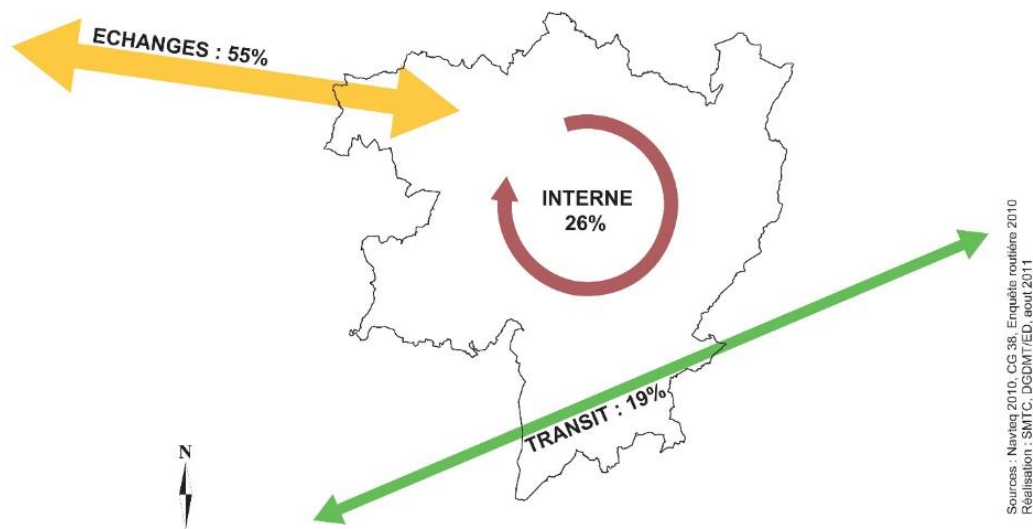 ECHANGES : 55%
INTERNE
26%
TRANSIT : 19%
N
Sources : Navteq 2010, CG 38, Enquête routière 2010
Réalisation : SMTC, DGDMT/ED, aout 2011